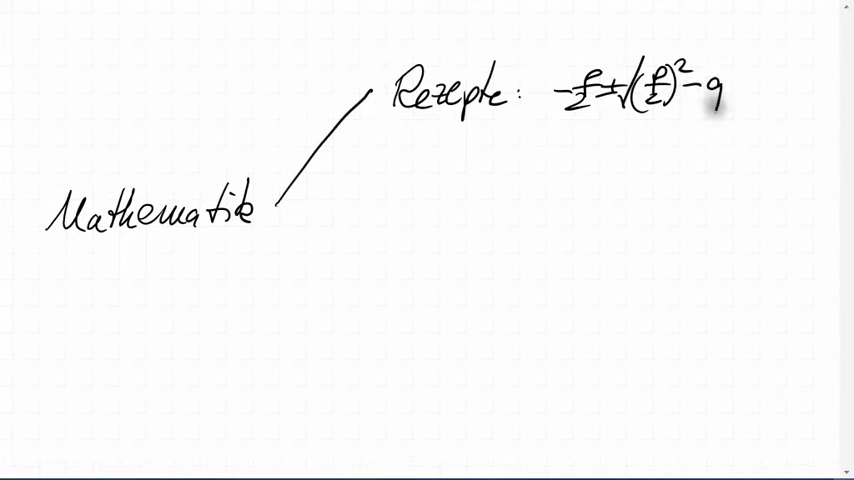 Rezepte: -p/2 ± √(p/2)² - q
Mathematik